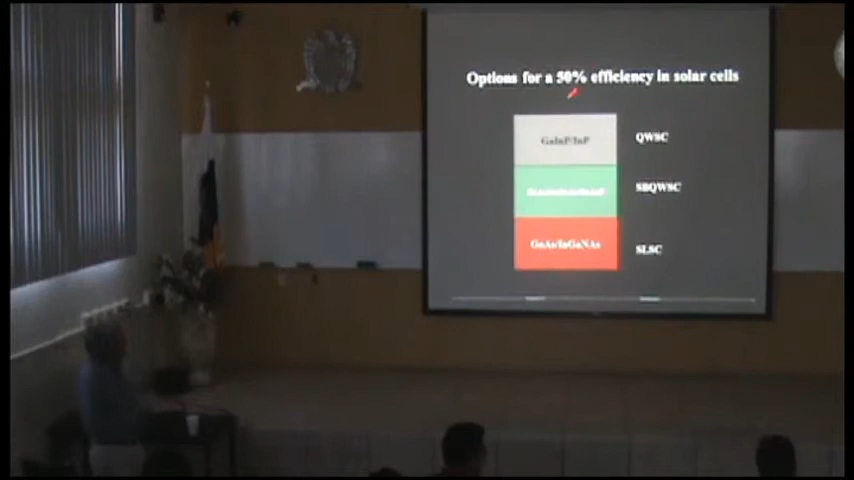 Options for a 50% efficiency in solar cells
GaInP/InP QWSC
SBQWSC
GaAs/InGaNAs SLSC